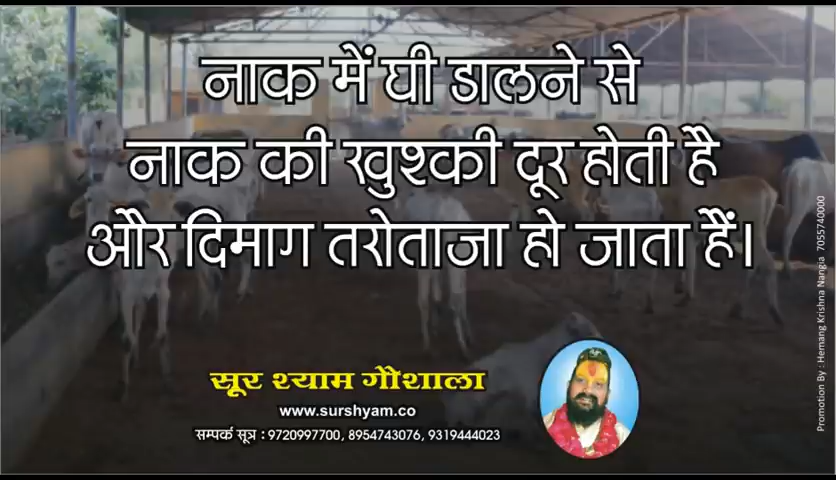 नाक में घी डालने से
नाक की खुश्की दूर होती है
और दिमाग तरोताजा हो जाता हैं।
सूर श्याम गौशाला
www.surshyam.co
सम्पर्क सूत्र : 9720997700, 8954743076, 9319444023
Promotion By : Hemang Krishna Nangia 7055740000